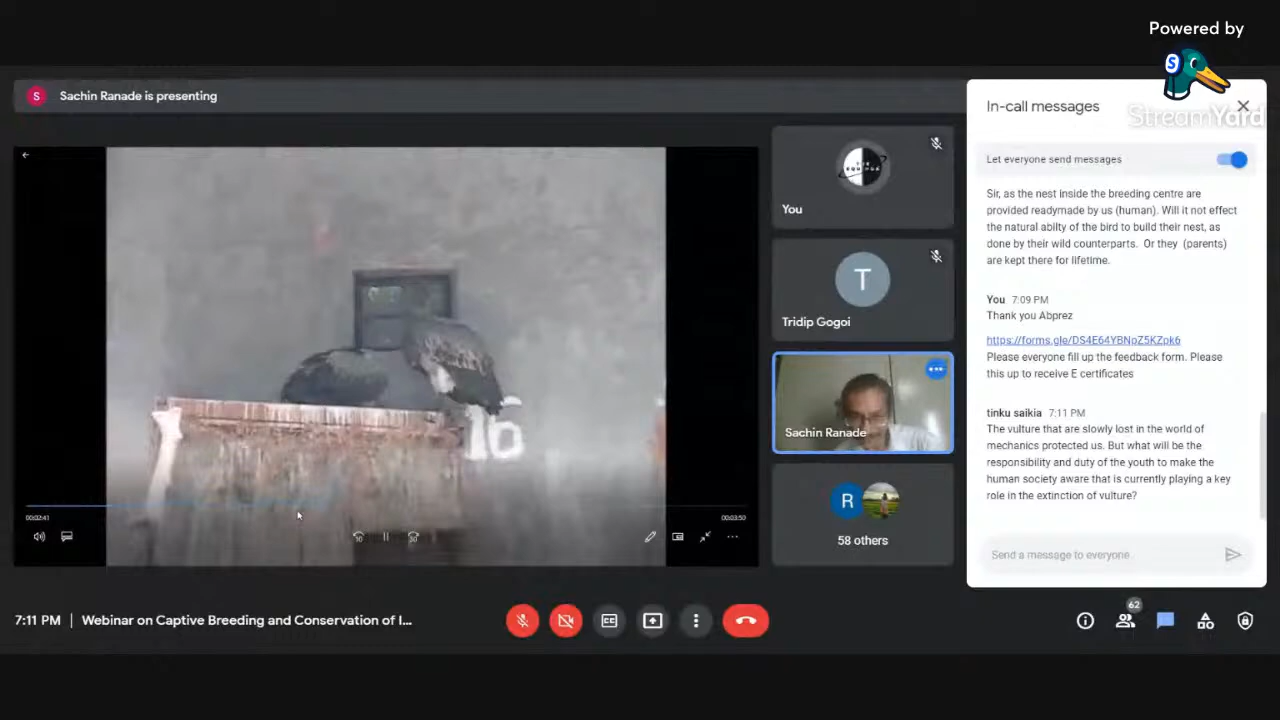 Powered by
StreamYard
S
Sachin Ranade is presenting
16
00:02:41
00:03:50
10
30
You
T
Tridip Gogoi
Sachin Ranade
R
58 others
In-call messages
Let everyone send messages
Sir, as the nest inside the breeding centre are
provided readymade by us (human). Will it not effect
the natural abilty of the bird to build their nest, as
done by their wild counterparts. Or they (parents)
are kept there for lifetime.
You 7:09 PM
Thank you Abprez
https://forms.gle/DS4E64YBNpZ5KZpk6
Please everyone fill up the feedback form. Please
this up to receive E certificates
tinku saikia 7:11 PM
The vulture that are slowly lost in the world of
mechanics protected us. But what will be the
responsibility and duty of the youth to make the
human society aware that is currently playing a key
role in the extinction of vulture?
Send a message to everyone
7:11 PM | Webinar on Captive Breeding and Conservation of I...
62